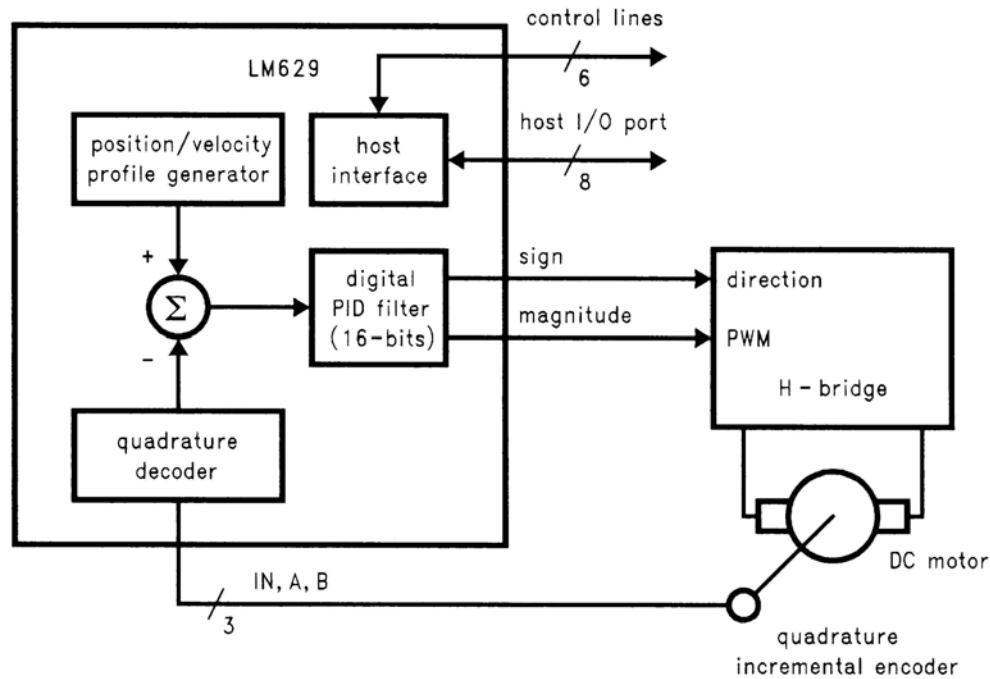 control lines
6
LM629
host I/O port
8
position/velocity
profile generator
host
interface
+
Σ
-
digital
PID filter
(16-bits)
sign
magnitude
direction
PWM
H-bridge
quadrature
decoder
IN, A, B
3
DC motor
quadrature
incremental encoder